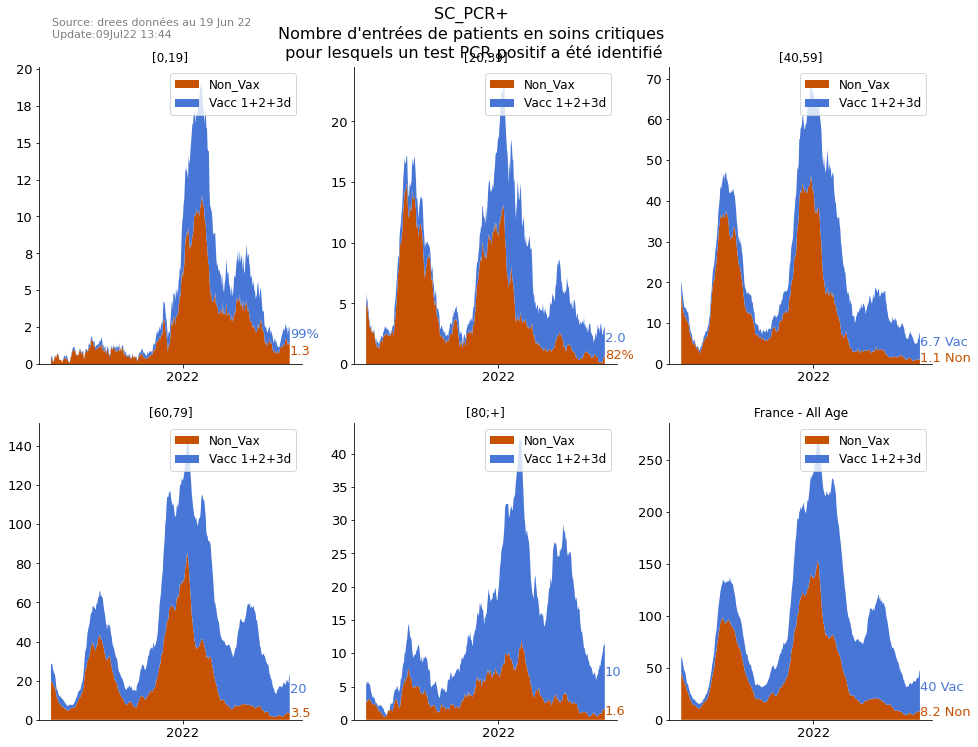 Source: drees données au 19 Jun 22
Update:09Jul22 13:44
SC_PCR+
Nombre d'entrées de patients en soins critiques
pour lesquels un test PCR positif a été identifié
[0,19]
20
18
15
12
10
8
5
2
0
Non_Vax
Vacc 1+2+3d
99%
1.3
2022
[20,39]
20
15
10
5
0
Non_Vax
Vacc 1+2+3d
2.0
82%
2022
[40,59]
70
60
50
40
30
20
10
0
Non_Vax
Vacc 1+2+3d
6.7 Vac
1.1 Non
2022
[60,79]
140
120
100
80
60
40
20
0
Non_Vax
Vacc 1+2+3d
20
3.5
2022
[80;+]
40
35
30
25
20
15
10
5
0
Non_Vax
Vacc 1+2+3d
10
1.6
2022
France - All Age
250
200
150
100
50
0
Non_Vax
Vacc 1+2+3d
40 Vac
8.2 Non
2022